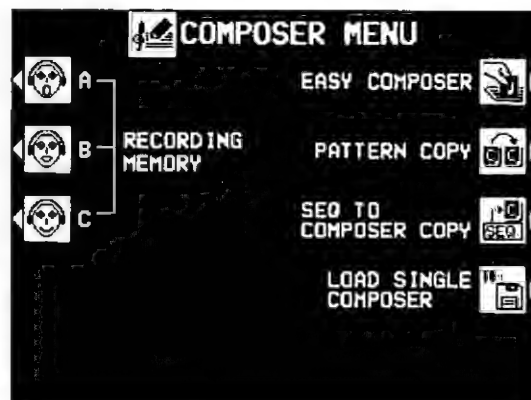 COMPOSER MENU
A
B
C
RECORDING
MEMORY
EASY COMPOSER
PATTERN COPY
SEQ TO
COMPOSER COPY
SEQ
LOAD SINGLE
COMPOSER